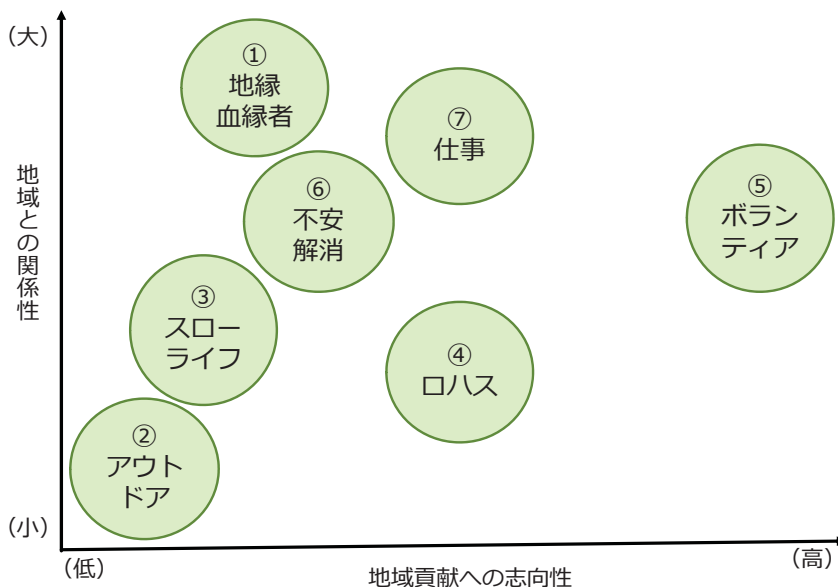 （大）
①
地縁
血縁者
⑦
仕事
⑤
ボラン
ティア
⑥
不安
解消
地域との関係性
③
スロー
ライフ
④
ロハス
②
アウト
ドア
（小）
（低）
地域貢献への志向性
（高）